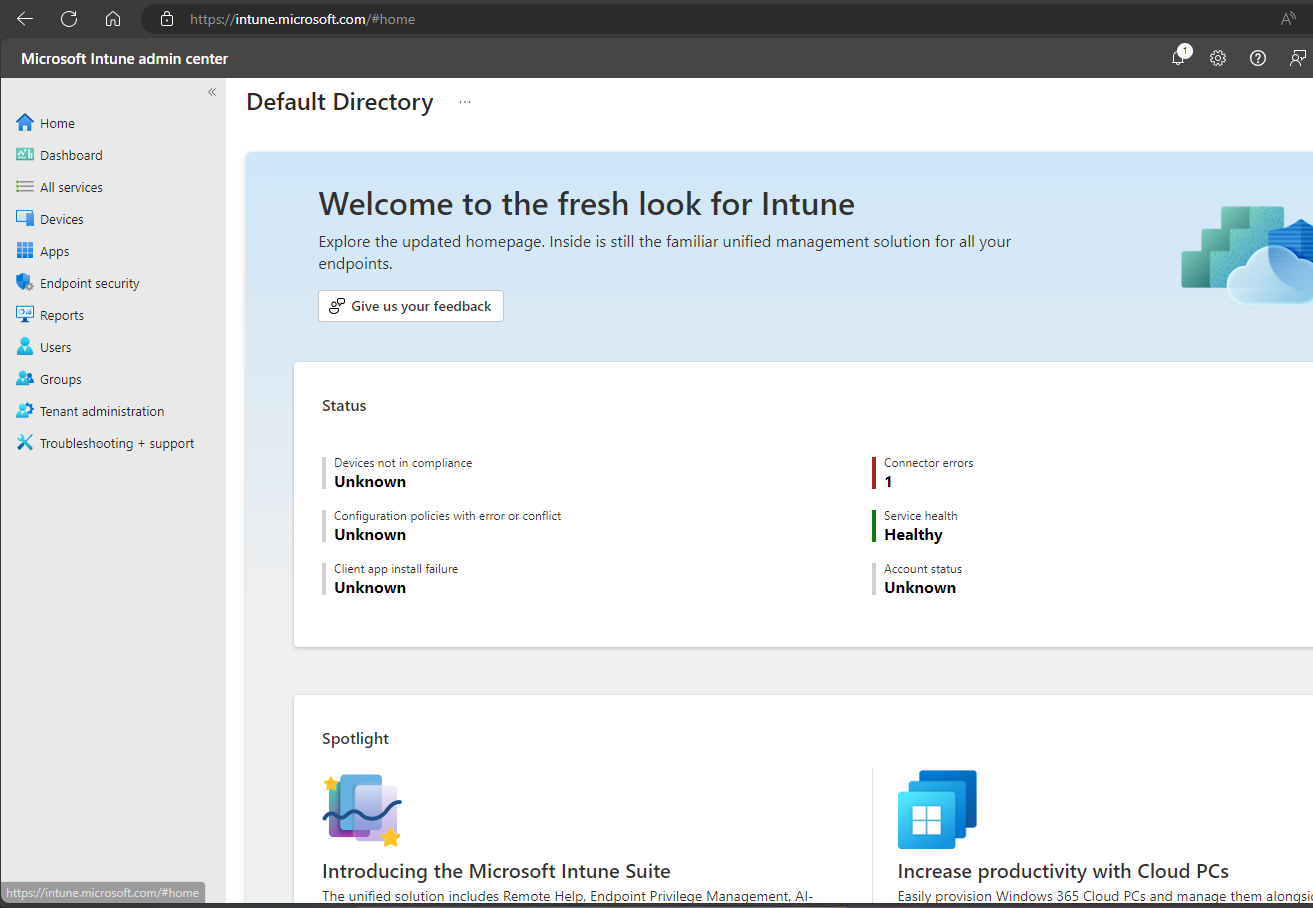 https://intune.microsoft.com/#home
A
Microsoft Intune admin center
1
«
Default Directory ...
Home
Dashboard
All services
Devices
Apps
Endpoint security
Reports
Users
Groups
Tenant administration
Troubleshooting + support
Welcome to the fresh look for Intune
Explore the updated homepage. Inside is still the familiar unified management solution for all your
endpoints.
Give us your feedback
Status
Devices not in compliance
Unknown
Configuration policies with error or conflict
Unknown
Client app install failure
Unknown
Connector errors
1
Service health
Healthy
Account status
Unknown
Spotlight
Introducing the Microsoft Intune Suite
The unified solution includes Remote Help, Endpoint Privilege Management, AI-
Increase productivity with Cloud PCs
Easily provision Windows 365 Cloud PCs and manage them alongsi
https://intune.microsoft.com/#home